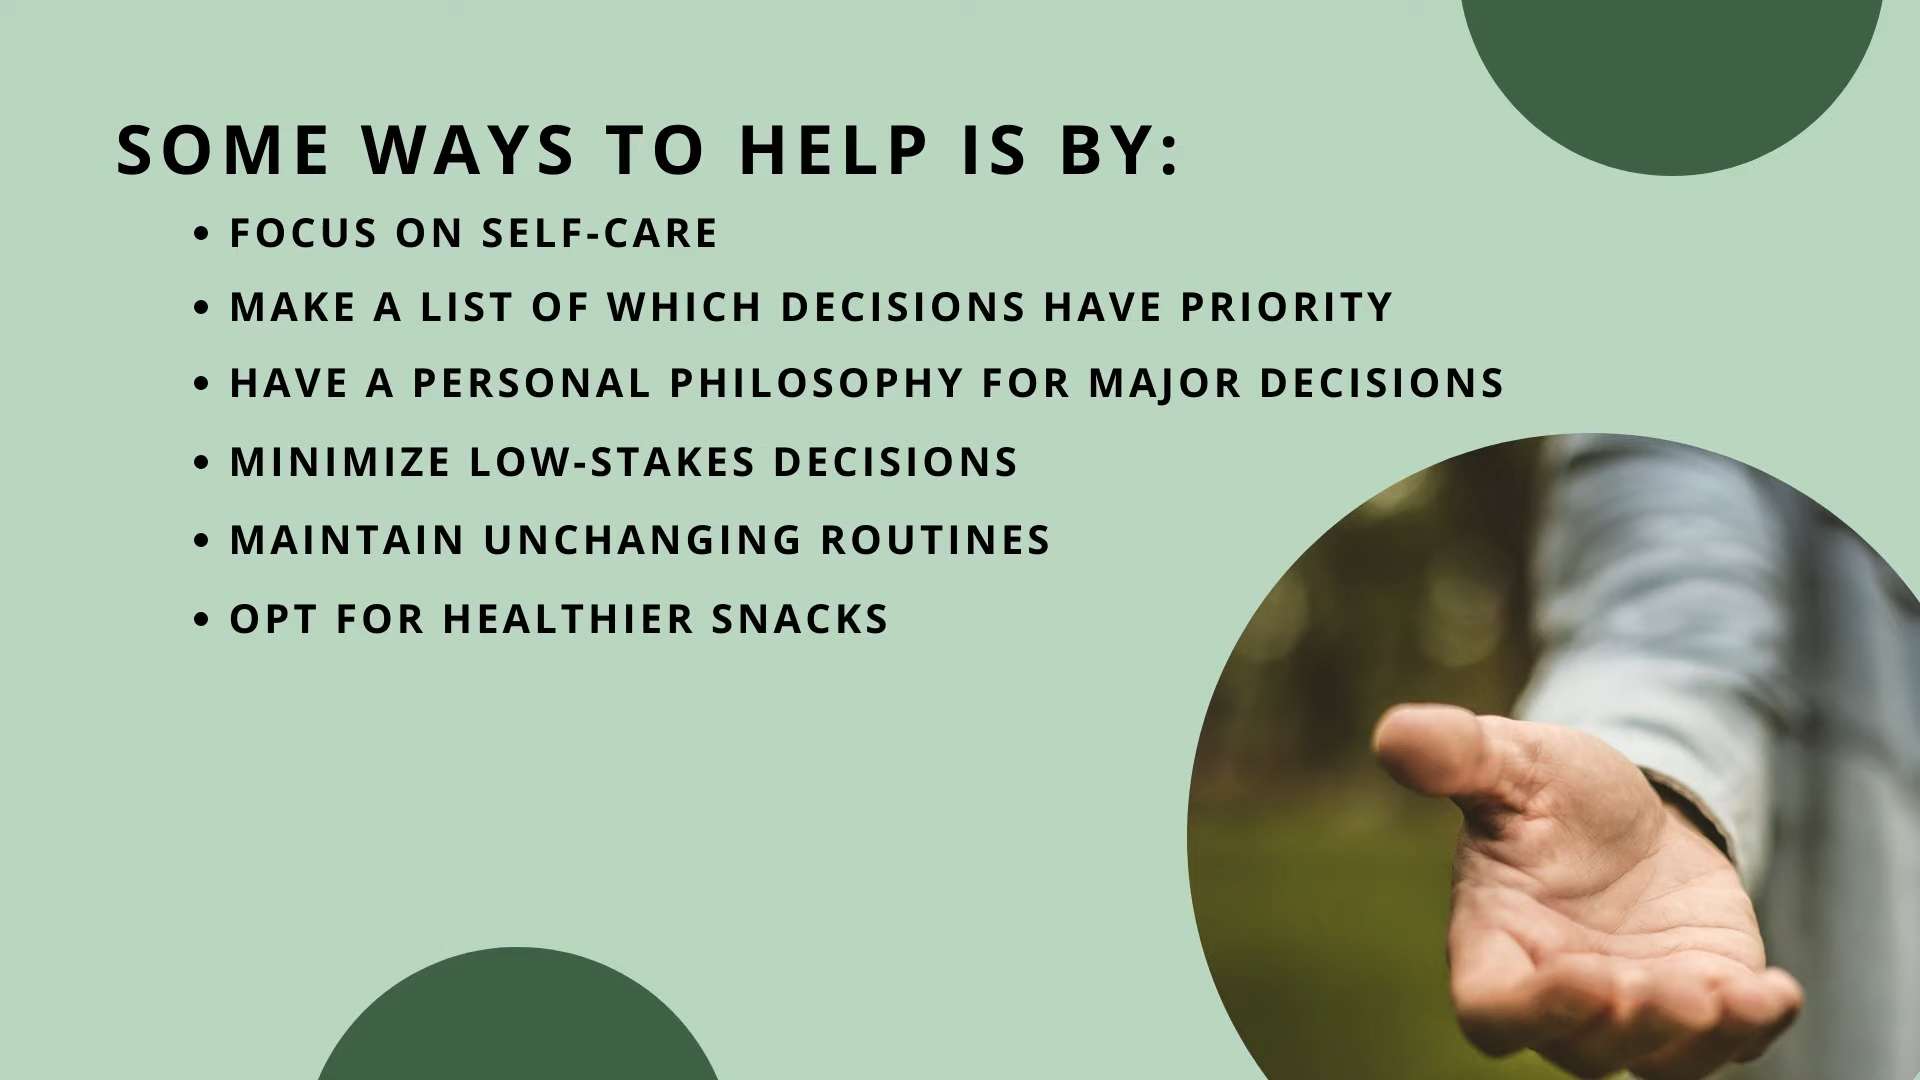 SOME WAYS TO HELP IS BY:
• FOCUS ON SELF-CARE
• MAKE A LIST OF WHICH DECISIONS HAVE PRIORITY
• HAVE A PERSONAL PHILOSOPHY FOR MAJOR DECISIONS
• MINIMIZE LOW-STAKES DECISIONS
• MAINTAIN UNCHANGING ROUTINES
• OPT FOR HEALTHIER SNACKS